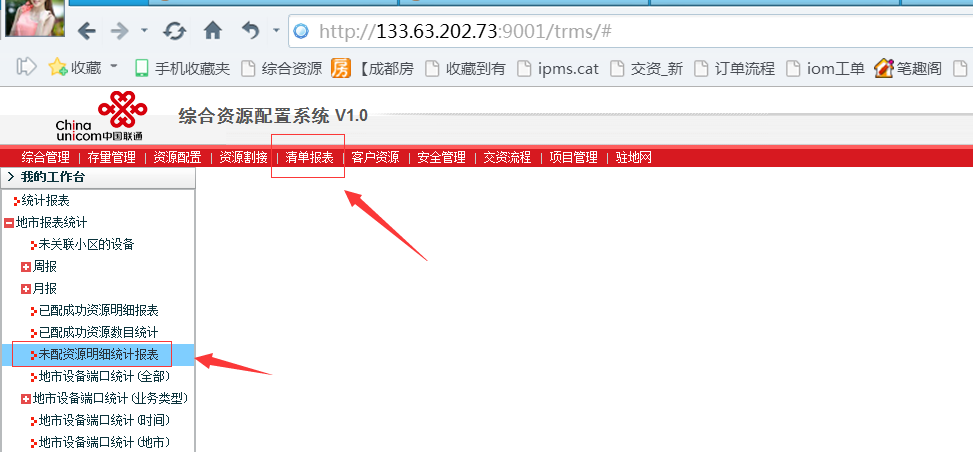 http://133.63.202.73:9001/trms/#
收藏 手机收藏夹 综合资源 房 【成都房 收藏到有 ipms.cat 交资_新 订单流程 iom工单 笔趣阁
China unicom中国联通
综合资源配置系统 V1.0
综合管理 | 存量管理 | 资源配置 | 资源割接 | 清单报表 | 客户资源 | 安全管理 | 交资流程 | 项目管理 | 驻地网
我的工作台
统计报表
地市报表统计
未关联小区的设备
周报
月报
已配成功资源明细报表
已配成功资源数目统计
未配资源明细统计报表
地市设备端口统计(全部)
地市设备端口统计(业务类型)
地市设备端口统计(时间)
地市设备端口统计(地市)